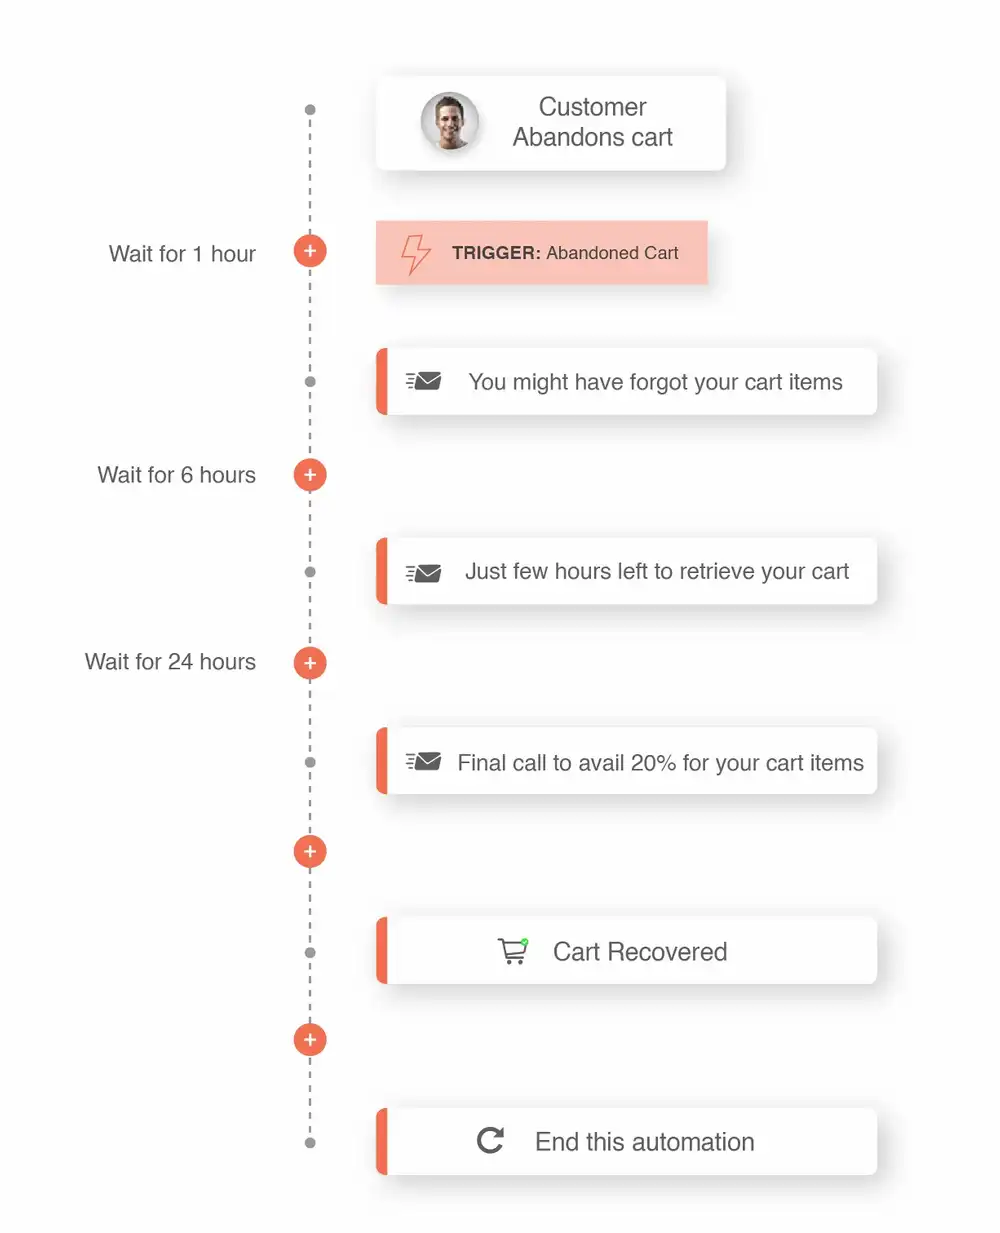 Customer
Abandons cart
Wait for 1 hour
TRIGGER: Abandoned Cart
You might have forgot your cart items
Wait for 6 hours
Just few hours left to retrieve your cart
Wait for 24 hours
Final call to avail 20% for your cart items
Cart Recovered
End this automation